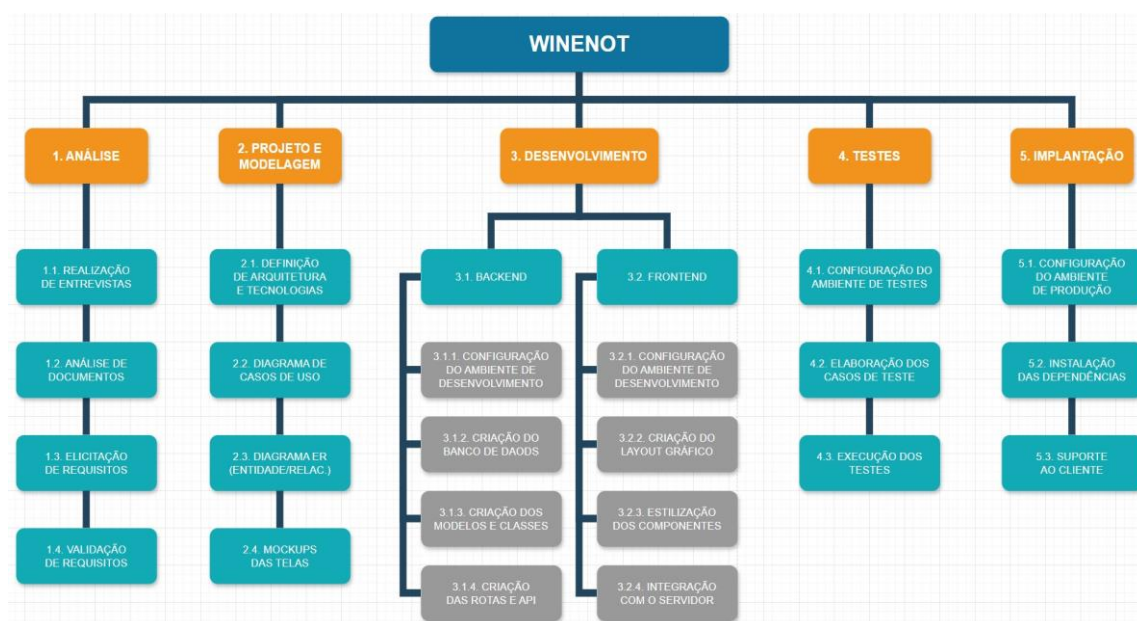 WINENOT
1. ANÁLISE
2. PROJETO E
MODELAGEM
3. DESENVOLVIMENTO
4. TESTES
5. IMPLANTAÇÃO
1.1. REALIZAÇÃO
DE ENTREVISTAS
1.2. ANÁLISE DE
DOCUMENTOS
1.3. ELICITAÇÃO
DE REQUISITOS
1.4. VALIDAÇÃO
DE REQUISITOS
2.1. DEFINIÇÃO
DE ARQUITETURA
E TECNOLOGIAS
2.2. DIAGRAMA DE
CASOS DE USO
2.3. DIAGRAMA ER
(ENTIDADE/RELAC.)
2.4. MOCKUPS
DAS TELAS
3.1. BACKEND
3.1.1. CONFIGURAÇÃO
DO AMBIENTE DE
DESENVOLVIMENTO
3.1.2. CRIAÇÃO DO
BANCO DE DAODS
3.1.3. CRIAÇÃO DOS
MODELOS E CLASSES
3.1.4. CRIAÇÃO
DAS ROTAS E API
3.2. FRONTEND
3.2.1. CONFIGURAÇÃO
DO AMBIENTE DE
DESENVOLVIMENTO
3.2.2. CRIAÇÃO DO
LAYOUT GRÁFICO
3.2.3. ESTILIZAÇÃO
DOS COMPONENTES
3.2.4. INTEGRAÇÃO
COM O SERVIDOR
4.1. CONFIGURAÇÃO DO
AMBIENTE DE TESTES
4.2. ELABORAÇÃO DOS
CASOS DE TESTE
4.3. EXECUÇÃO DOS
TESTES
5.1. CONFIGURAÇÃO
DO AMBIENTE
DE PRODUÇÃO
5.2. INSTALAÇÃO
DAS DEPENDÊNCIAS
5.3. SUPORTE
AO CLIENTE